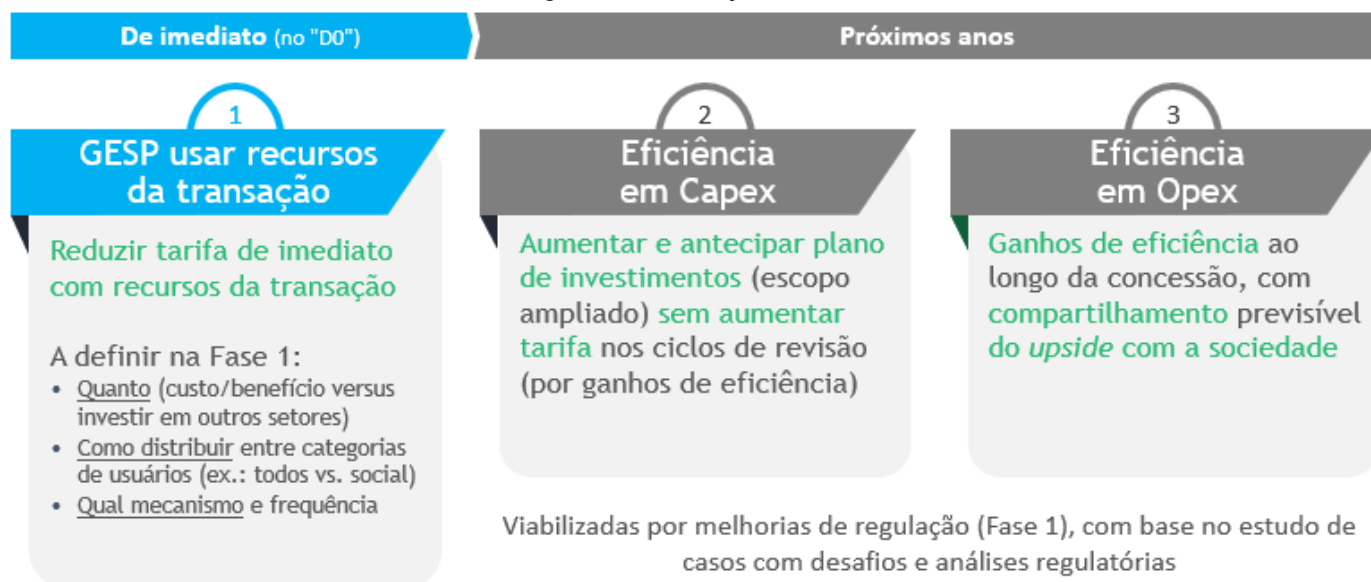 De imediato (no "D0")
Próximos anos
1
GESP usar recursos
da transação
Reduzir tarifa de imediato
com recursos da transação
A definir na Fase 1:
• Quanto (custo/benefício versus
investir em outros setores)
• Como distribuir entre categorias
de usuários (ex.: todos vs. social)
• Qual mecanismo e frequência
2
Eficiência
em Capex
Aumentar e antecipar plano
de investimentos (escopo
ampliado) sem aumentar
tarifa nos ciclos de revisão
(por ganhos de eficiência)
3
Eficiência
em Opex
Ganhos de eficiência ao
longo da concessão, com
compartilhamento previsível
do upside com a sociedade
Viabilizadas por melhorias de regulação (Fase 1), com base no estudo de
casos com desafios e análises regulatórias